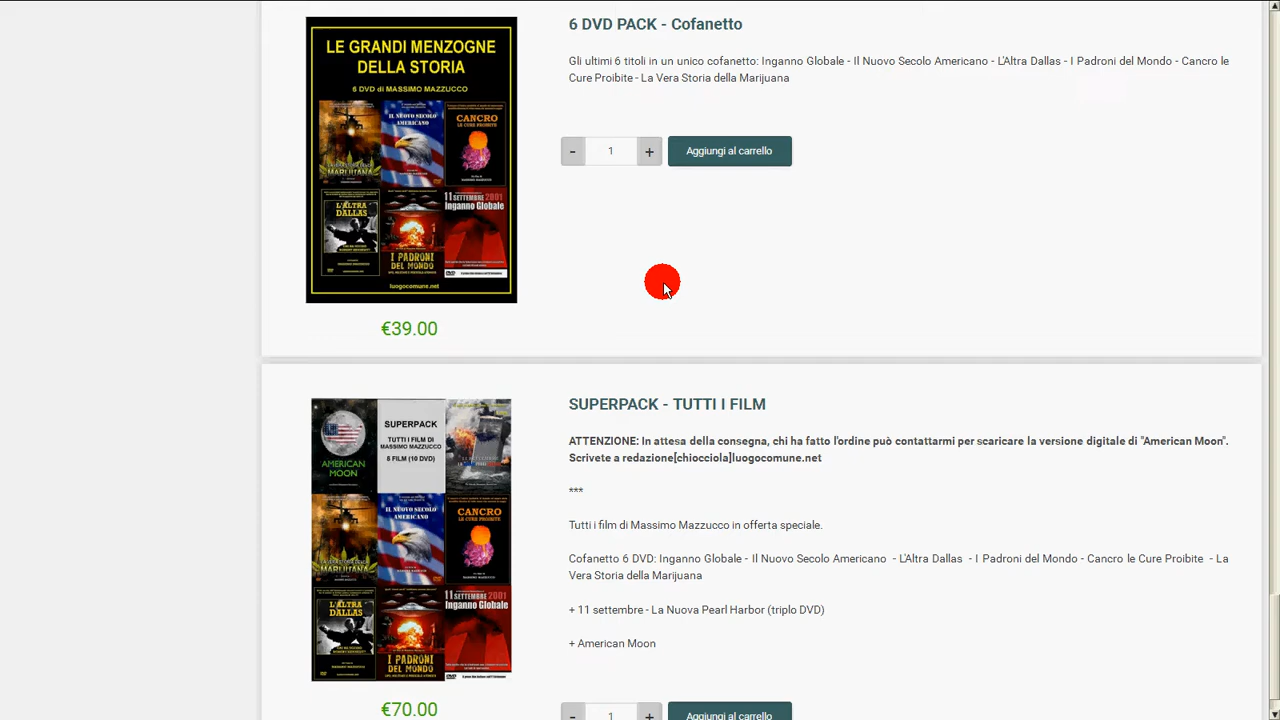 6 DVD PACK - Cofanetto
Gli ultimi 6 titoli in un unico cofanetto: Inganno Globale - Il Nuovo Secolo Americano - L'Altra Dallas - I Padroni del Mondo - Cancro le
Cure Proibite - La Vera Storia della Marijuana
- 1 + Aggiungi al carrello
LE GRANDI MENZOGNE
DELLA STORIA
6 DVD di MASSIMO MAZZUCCO
LA VERA STORIA DELLA
MARIJUANA
IL NUOVO SECOLO
AMERICANO
CANCRO
LE CURE PROIBITE
L'ALTRA
DALLAS
I PADRONI
DEL MONDO
11 SETTEMBRE 2001
Inganno Globale
luogocomune.net
€39.00
SUPERPACK - TUTTI I FILM
ATTENZIONE: In attesa della consegna, chi ha fatto l'ordine può contattarmi per scaricare la versione digitale di "American Moon".
Scrivete a redazione[chiocciola]luogocomune.net
***
Tutti i film di Massimo Mazzucco in offerta speciale.
Cofanetto 6 DVD: Inganno Globale - Il Nuovo Secolo Americano - L'Altra Dallas - I Padroni del Mondo - Cancro le Cure Proibite - La
Vera Storia della Marijuana
+ 11 settembre - La Nuova Pearl Harbor (triplo DVD)
+ American Moon
AMERICAN
MOON
SUPERPACK
TUTTI I FILM DI
MASSIMO MAZZUCCO
8 FILM (10 DVD)
11 SETTEMBRE
MARIJUANA
IL NUOVO SECOLO
AMERICANO
CANCRO
LE CURE PROIBITE
L'ALTRA
DALLAS
I PADRONI
DEL MONDO
11 SETTEMBRE 2001
Inganno Globale
€70.00
- 1 + Aggiungi al carrello